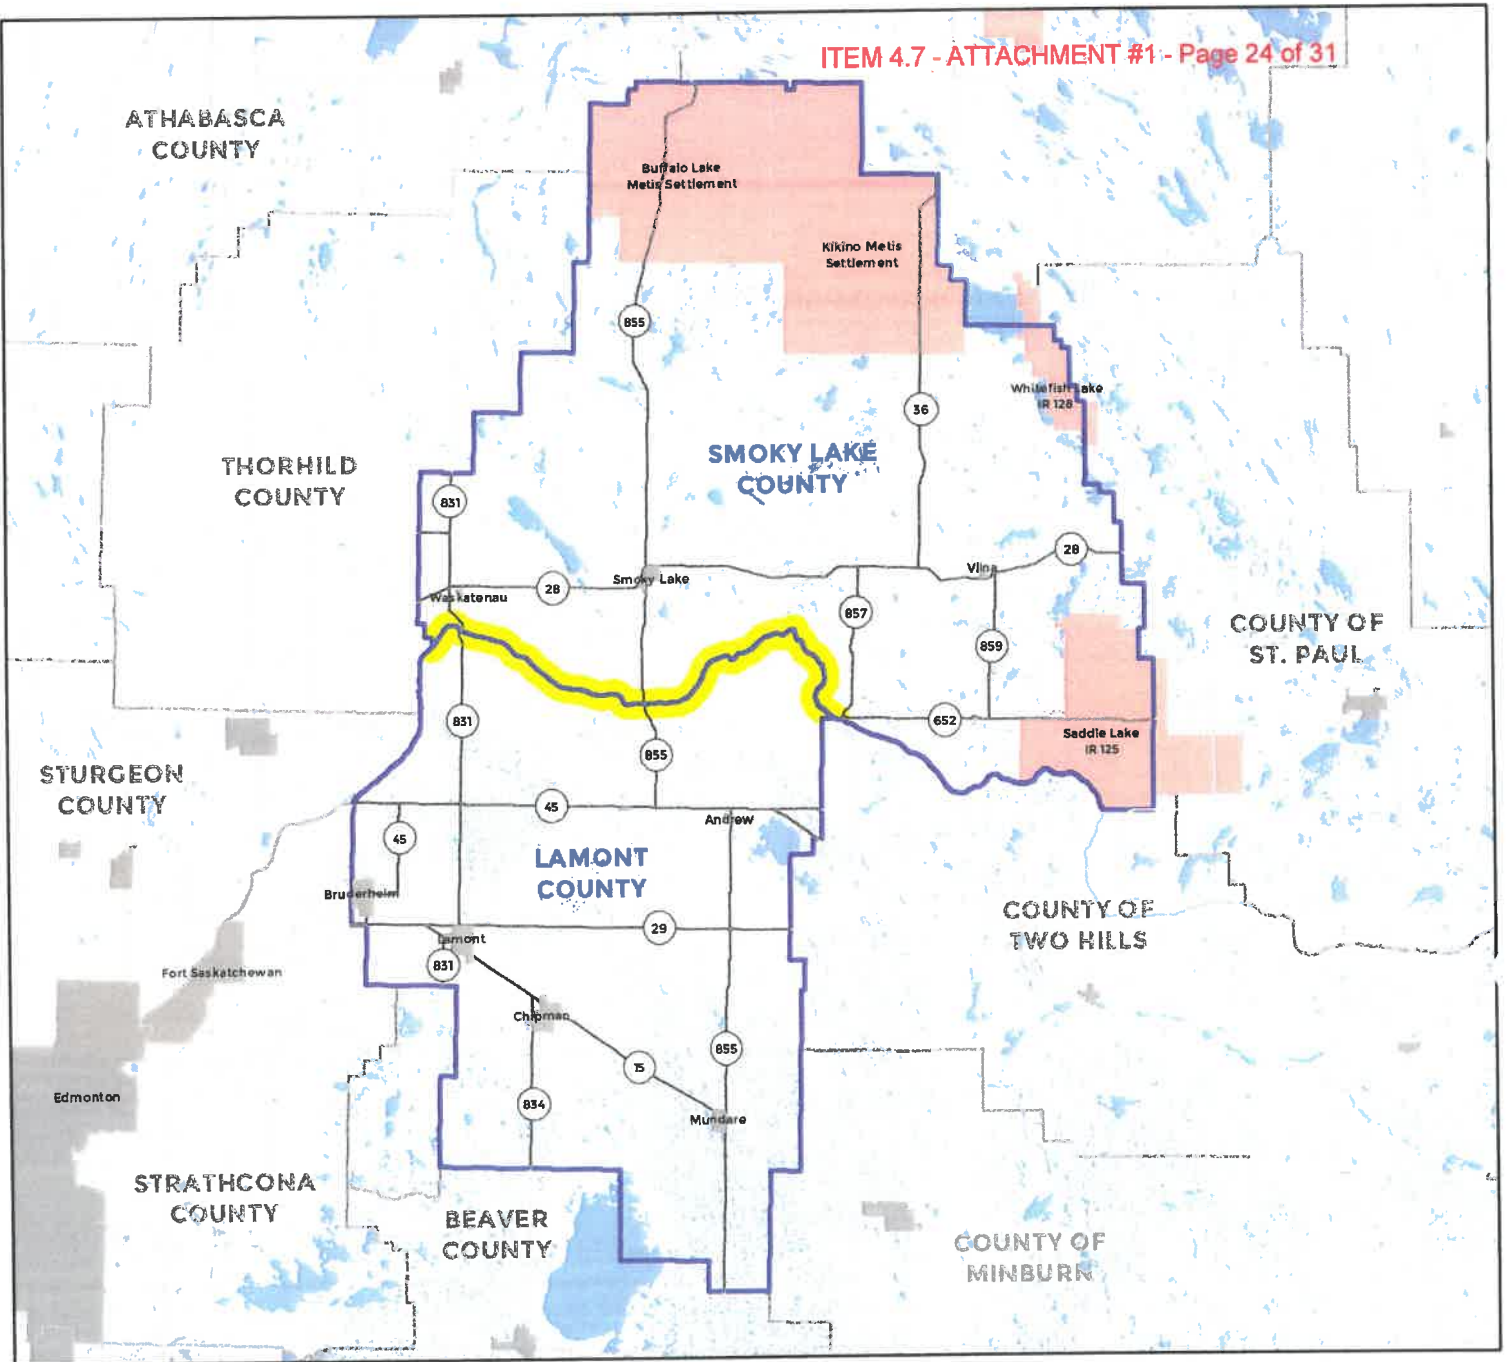 ITEM 4.7 - ATTACHMENT #1 - Page 24 of 31
ATHABASCA
COUNTY
Buffalo Lake
Metis Settlement
Kikino Metis
Settlement
855
Whitefish Lake
IR 128
36
SMOKY LAKE
COUNTY
THORHILD
COUNTY
831
28
Vilna
Smoky Lake
28
Waskatenau
857
COUNTY OF
ST. PAUL
859
831
652
Saddle Lake
IR 125
855
STURGEON
COUNTY
45
Andrew
45
LAMONT
COUNTY
Bruderheim
COUNTY OF
TWO HILLS
29
Lamont
831
Fort Saskatchewan
Chipman
855
15
Edmonton
834
Mundare
STRATHCONA
COUNTY
BEAVER
COUNTY
COUNTY OF
MINBURN